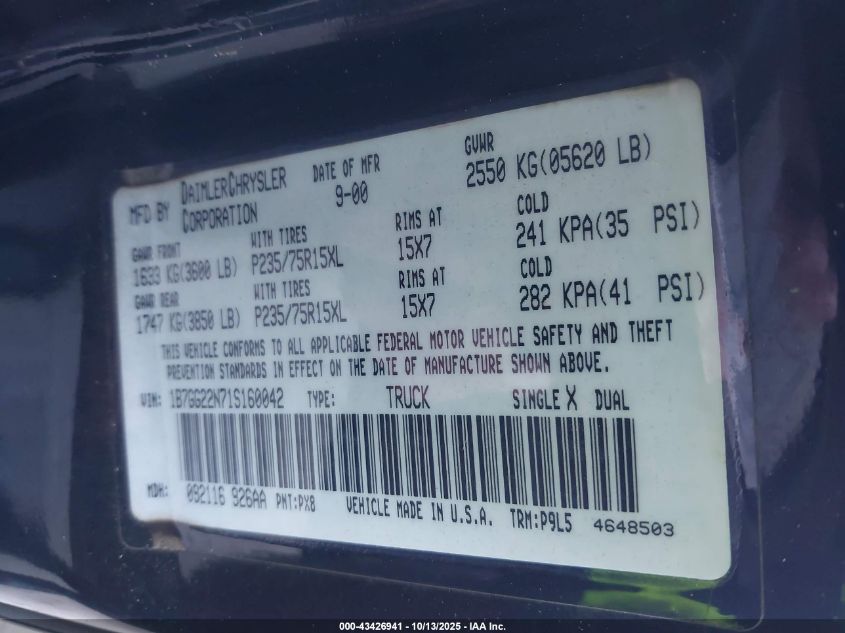 MFD BY DAIMLERCHRYSLER CORPORATION DATE OF MFR 9-00 GVWR 2550 KG(05620 LB)
GAWR FRONT WITH TIRES RIMS AT COLD
1633 KG(3600 LB) P235/75R15XL 15X7 241 KPA(35 PSI)
GAWR REAR WITH TIRES RIMS AT COLD
1747 KG(3850 LB) P235/75R15XL 15X7 282 KPA(41 PSI)
THIS VEHICLE CONFORMS TO ALL APPLICABLE FEDERAL MOTOR VEHICLE SAFETY AND THEFT
PREVENTION STANDARDS IN EFFECT ON THE DATE OF MANUFACTURE SHOWN ABOVE.
VIN: 1B7GG22N71S160042 TYPE: TRUCK SINGLE X DUAL
MDH: 092116 926AA PNT:PX8 VEHICLE MADE IN U.S.A. TRM:P9L5 4648503
000-43426941 - 10/13/2025 - IAA Inc.